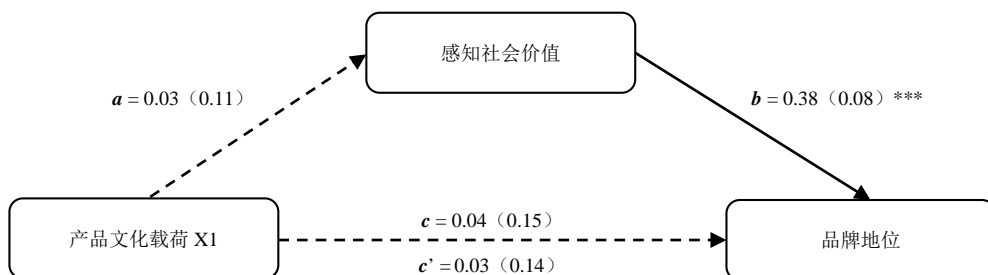 感知社会价值
a = 0.03（0.11）
b = 0.38（0.08）***
产品文化载荷 X1
c = 0.04（0.15）
品牌地位
c’ = 0.03（0.14）